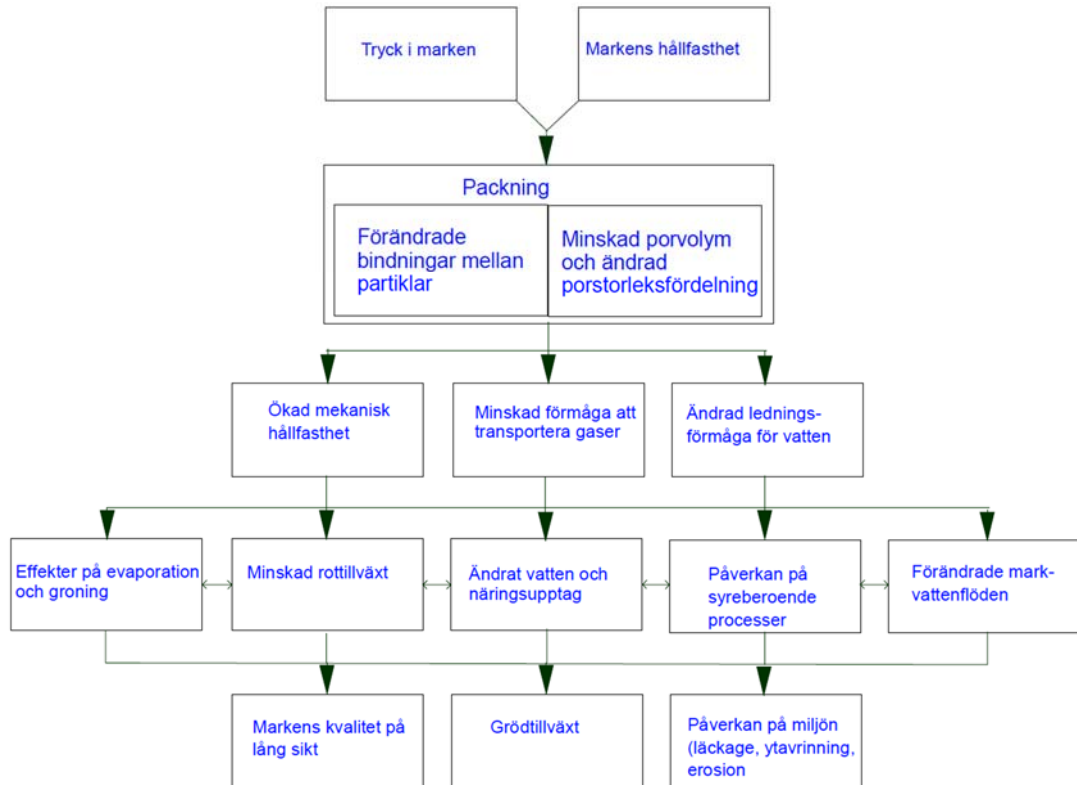 Tryck i marken
Markens hållfasthet
Packning
Förändrade
bindningar mellan
partiklar
Minskad porvolym
och ändrad
porstorleksfördelning
Ökad mekanisk
hållfasthet
Minskad förmåga att
transportera gaser
Ändrad lednings-
förmåga för vatten
Effekter på evaporation
och groning
Minskad rottillväxt
Ändrat vatten och
näringsupptag
Påverkan på
syreberoende
processer
Förändrade mark-
vattenflöden
Markens kvalitet på
lång sikt
Grödtillväxt
Påverkan på miljön
(läckage, ytavrinning,
erosion